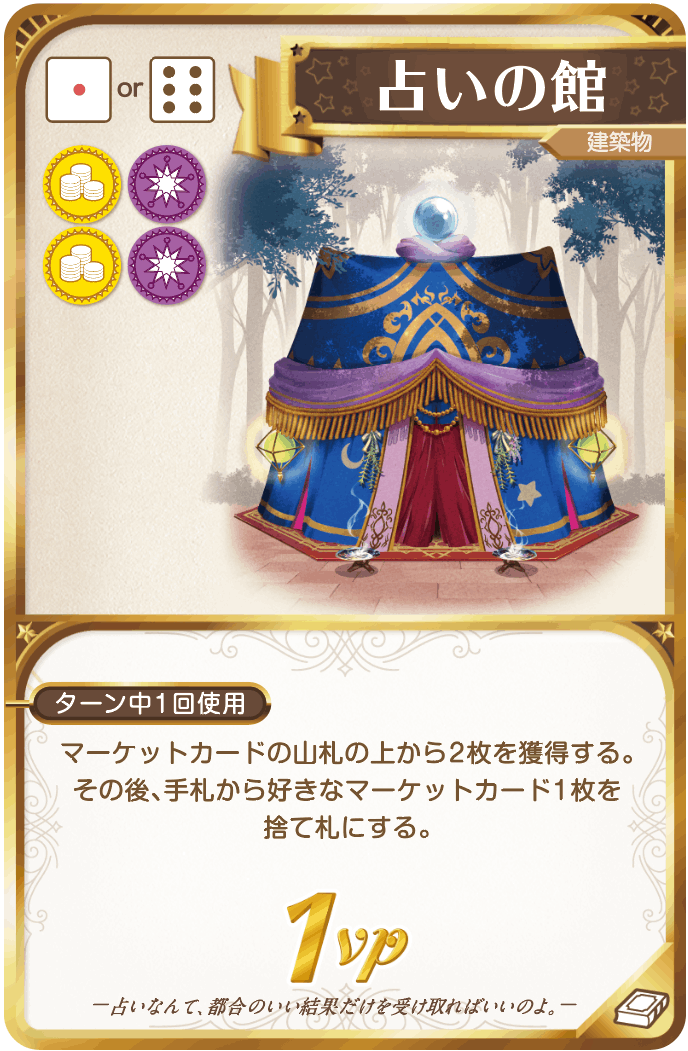 or
占いの館
建築物
ターン中1回使用
マーケットカードの山札の上から2枚を獲得する。
その後、手札から好きなマーケットカード1枚を
捨て札にする。
1vp
―占いなんて、都合のいい結果だけを受け取ればいいのよ。―